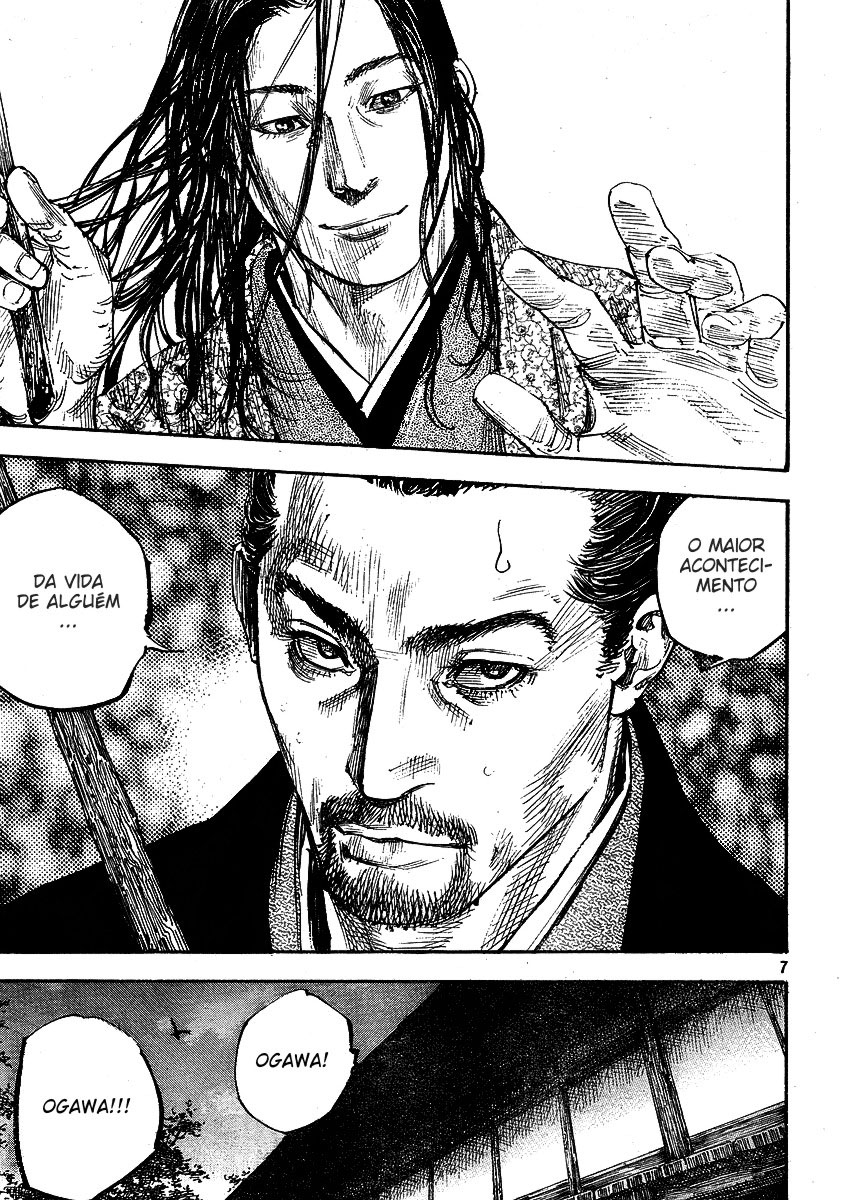 O MAIOR
ACONTECI-
MENTO
...
DA VIDA
DE ALGUÉM
...
7
OGAWA!
OGAWA!!!